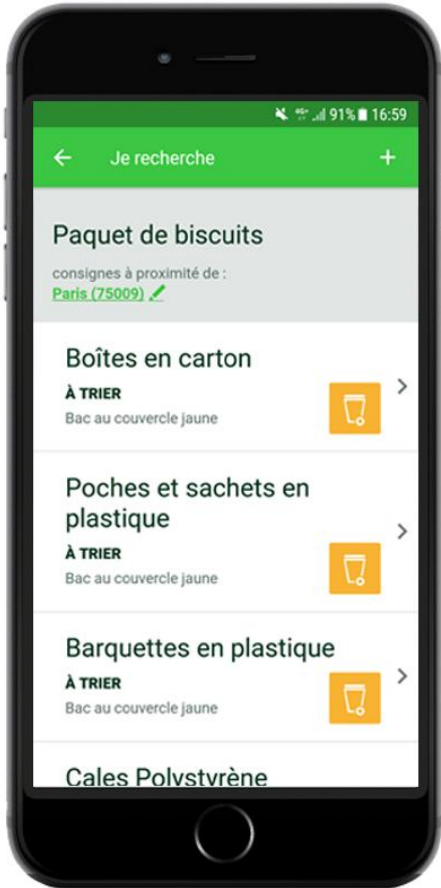 91% 16:59
Je recherche
Paquet de biscuits
consignes à proximité de :
Paris (75009)
Boîtes en carton
À TRIER
Bac au couvercle jaune
Poches et sachets en
plastique
À TRIER
Bac au couvercle jaune
Barquettes en plastique
À TRIER
Bac au couvercle jaune
Cales Polystyrène